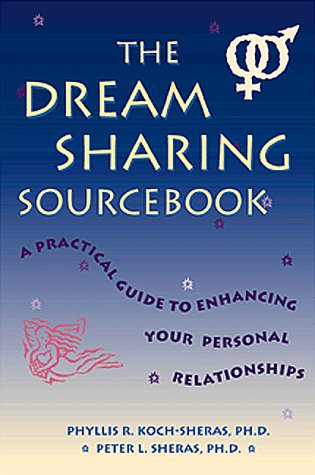 THE
DREAM
SHARING
SOURCEBOOK
A PRACTICAL GUIDE TO ENHANCING
YOUR PERSONAL
RELATIONSHIPS
PHYLLIS R. KOCH-SHERAS, PH.D.
PETER L. SHERAS, PH.D.